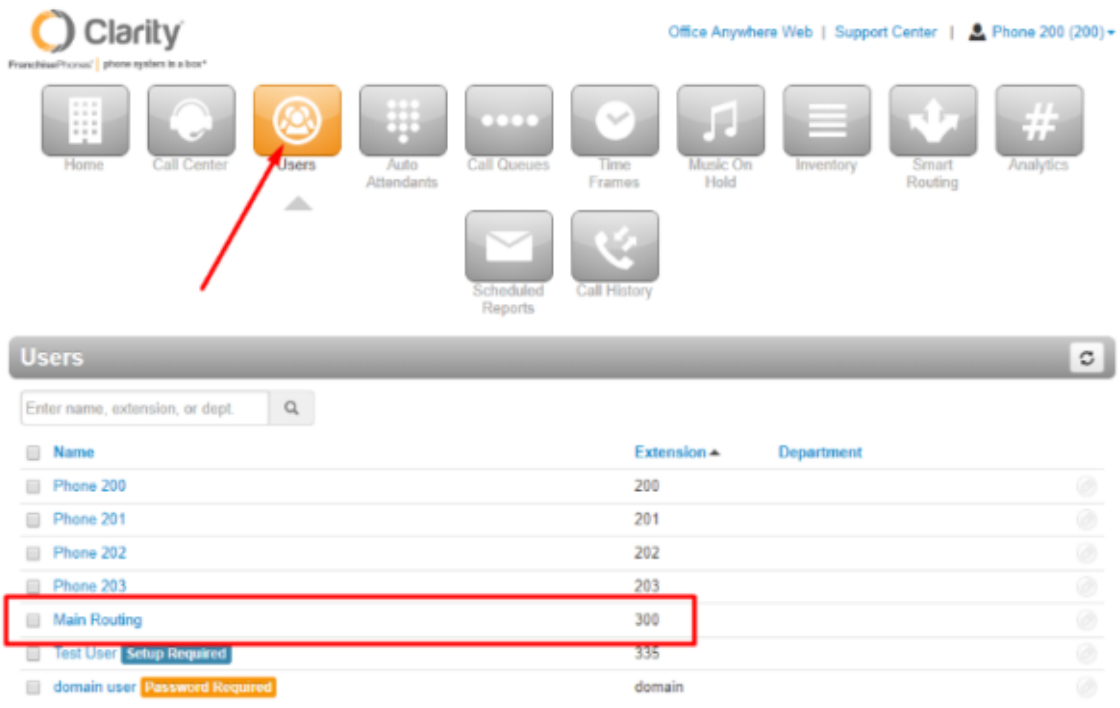 Clarity
FranchisePhones® | phone system in a box®
Office Anywhere Web | Support Center | Phone 200 (200)
Home
Call Center
Users
Auto Attendants
Call Queues
Time Frames
Music On Hold
Inventory
Smart Routing
Analytics
Scheduled Reports
Call History
Users
Enter name, extension, or dept.
Name Extension Department
Phone 200 200
Phone 201 201
Phone 202 202
Phone 203 203
Main Routing 300
Test User Setup Required 335
domain user Password Required domain